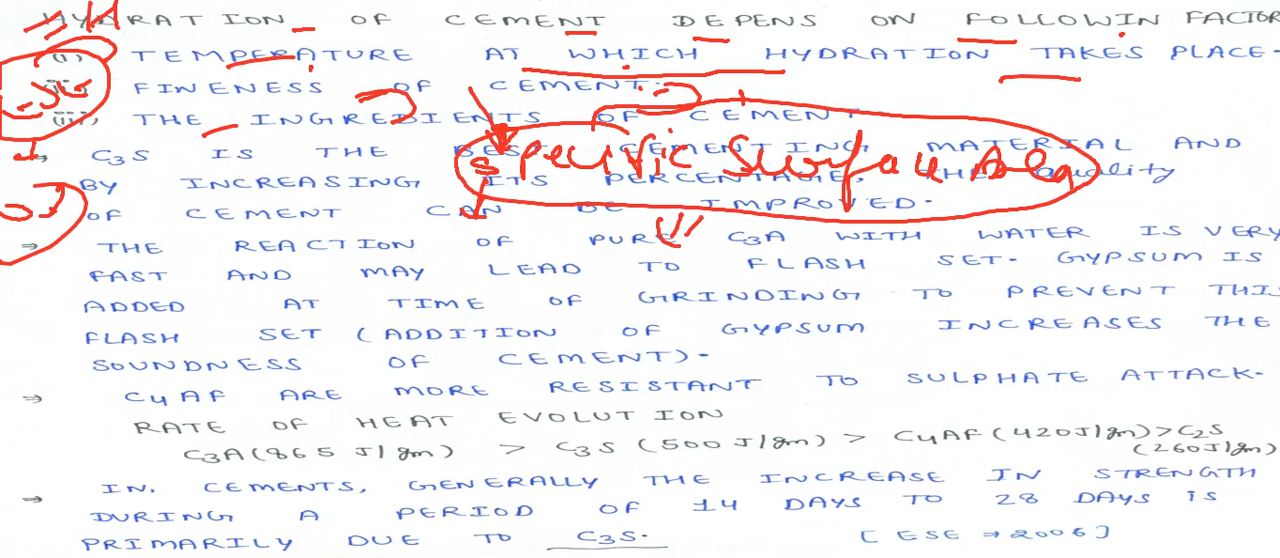 HYDRATION OF CEMENT DEPENS ON FOLLOWIN FACTOR
(i) TEMPERATURE AT WHICH HYDRATION TAKES PLACE.
(ii) FINENESS OF CEMENT.
(iii) THE INGREDIENTS OF CEMENT
Specific Surface Area
→ C3S IS THE BEST CEMENTING MATERIAL AND
BY INCREASING ITS PERCENTAGE, THE quality
OF CEMENT CAN BE IMPROVED.
⇒ THE REACTION OF PURE C3A WITH WATER IS VERY
FAST AND MAY LEAD TO FLASH SET. GYPSUM IS
ADDED AT TIME OF GRINDING TO PREVENT THIS
FLASH SET (ADDITION OF GYPSUM INCREASES THE
SOUNDNESS OF CEMENT).
⇒ C4AF ARE MORE RESISTANT TO SULPHATE ATTACK.
RATE OF HEAT EVOLUTION
C3A(865 J/gm) > C3S (500 J/gm) > C4AF (420J/gm)>C2S
(260J/gm)
⇒ IN, CEMENTS, GENERALLY THE INCREASE IN STRENGTH
DURING A PERIOD OF 14 DAYS TO 28 DAYS is
PRIMARILY DUE TO C3S. [ESE ⇒ 2006]